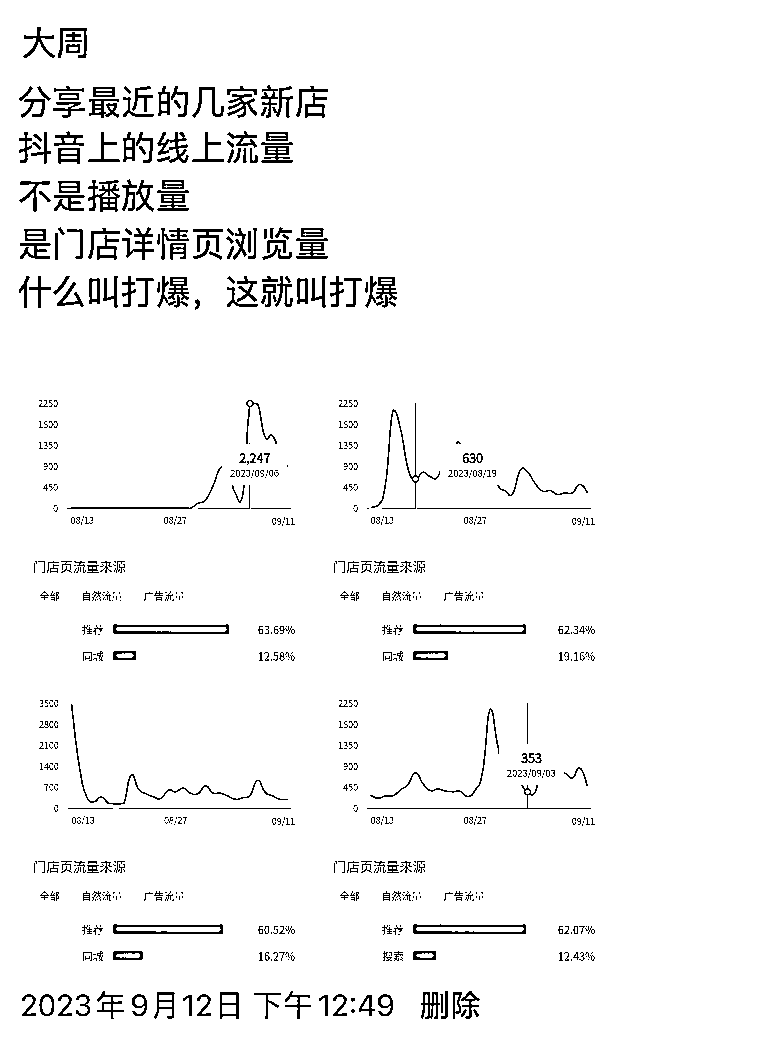 大周
分享最近的几家新店
抖音上的线上流量
不是播放量
是门店详情页浏览量
什么叫打爆，这就叫打爆
2250
1800
1350
900
450
0
2,247
2023/09/06
08/13 08/27 09/11
门店页流量来源
全部 自然流量 广告流量
推荐 63.69%
同城 12.58%
2250
1800
1350
900
450
0
630
2023/08/19
08/13 08/27 09/11
门店页流量来源
全部 自然流量 广告流量
推荐 62.34%
同城 19.16%
3500
2800
2100
1400
700
0
08/13 08/27 09/11
门店页流量来源
全部 自然流量 广告流量
推荐 60.52%
同城 16.27%
2250
1800
1350
900
450
0
353
2023/09/03
08/13 08/27 09/11
门店页流量来源
全部 自然流量 广告流量
推荐 62.07%
搜索 12.43%
2023年9月12日 下午12:49 删除